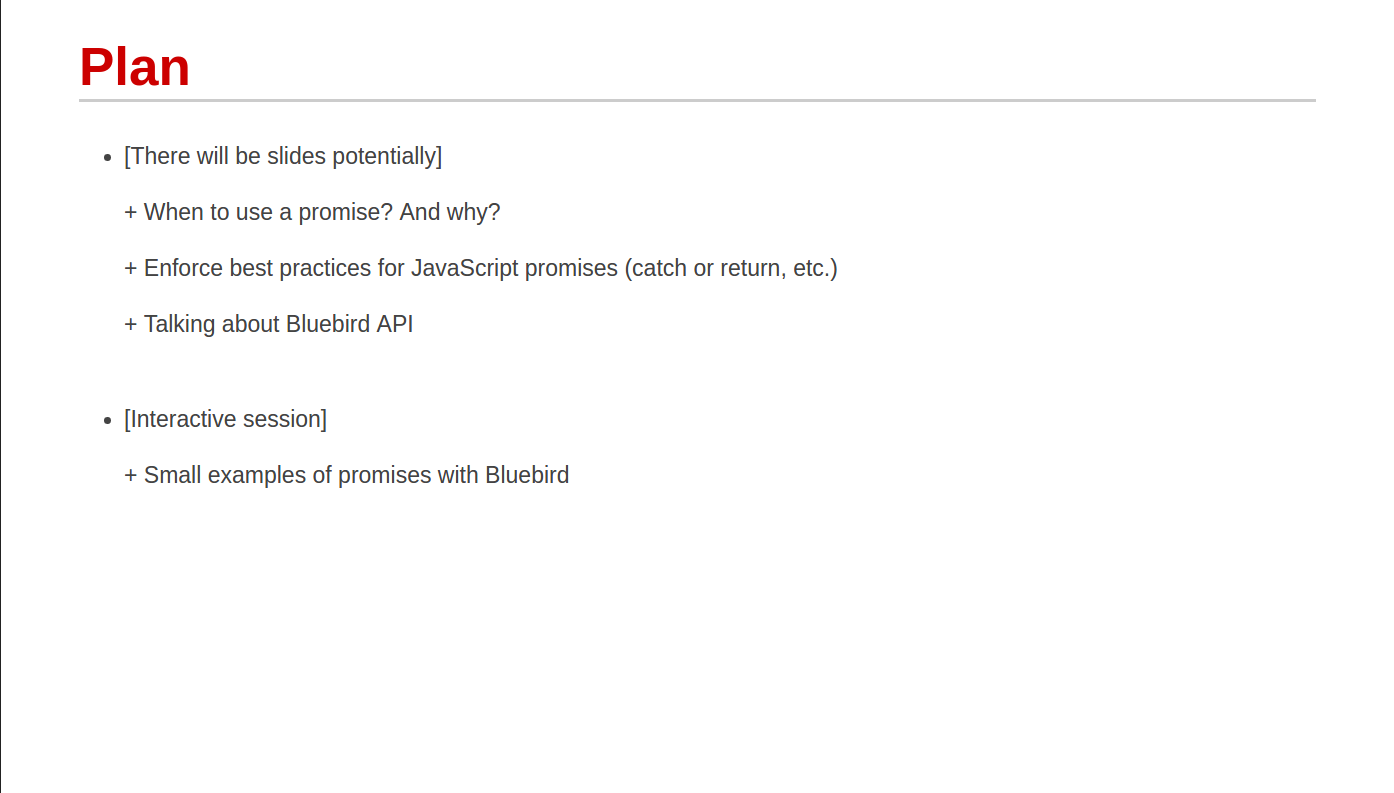 Plan
[There will be slides potentially]
+ When to use a promise? And why?
+ Enforce best practices for JavaScript promises (catch or return, etc.)
+ Talking about Bluebird API
[Interactive session]
+ Small examples of promises with Bluebird